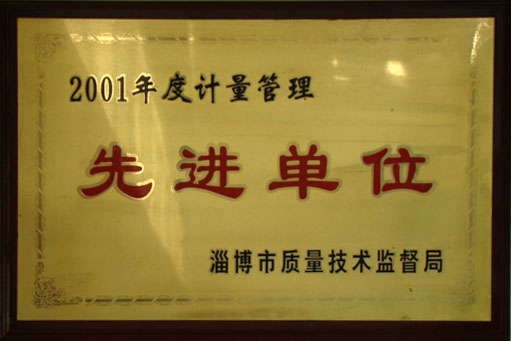 2001年度计量管理
先进单位
淄博市质量技术监督局